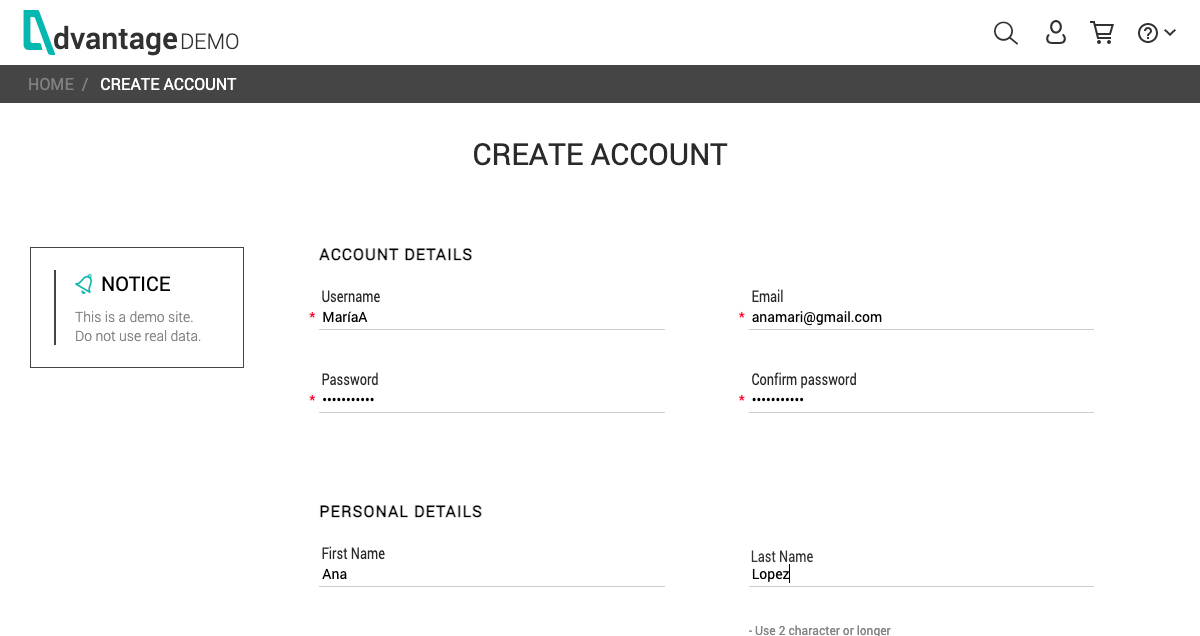 dvantage DEMO
HOME / CREATE ACCOUNT
CREATE ACCOUNT
NOTICE
This is a demo site.
Do not use real data.
ACCOUNT DETAILS
Username
* MaríaA
Email
* anamari@gmail.com
Password
* •••••••••••
Confirm password
* •••••••••••
PERSONAL DETAILS
First Name
Ana
Last Name
Lopez
- Use 2 character or longer